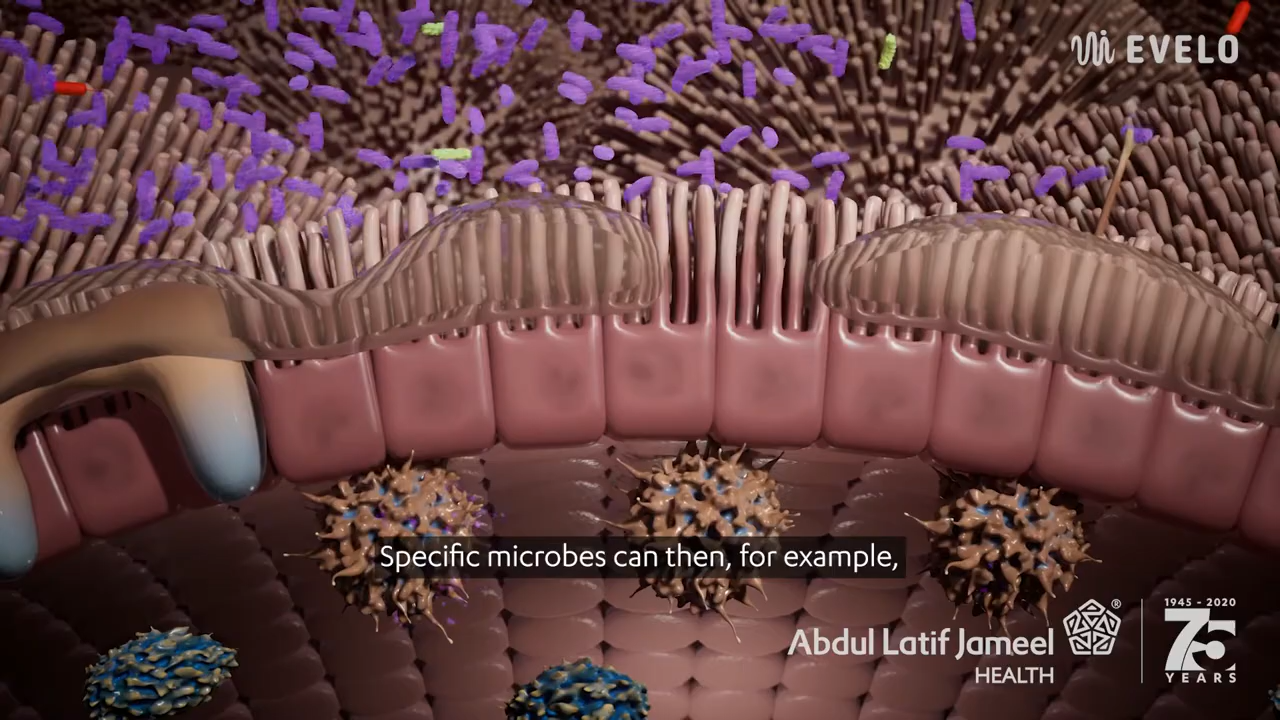 EVELO
Specific microbes can then, for example,
Abdul Latif Jameel ®
HEALTH
1945 - 2020
75
YEARS